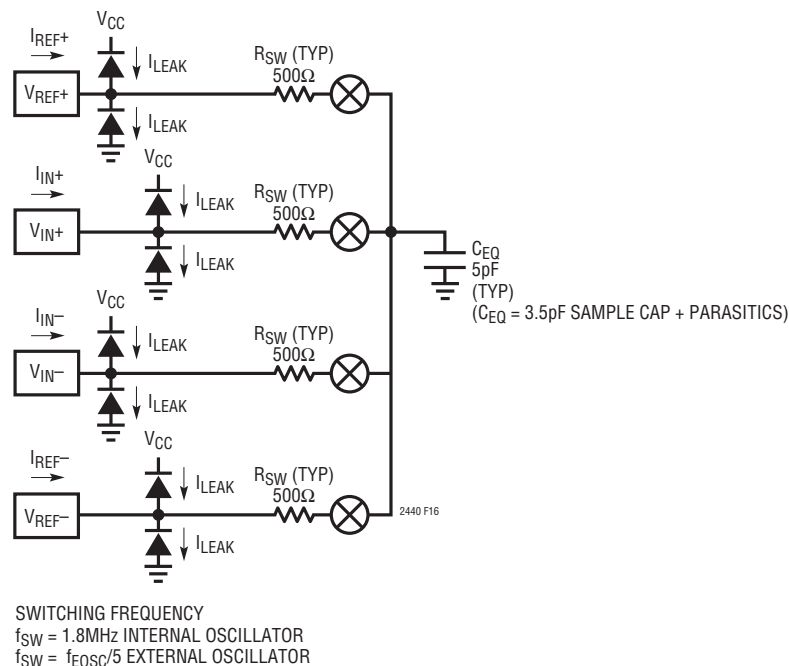 VCC
IREF+
ILEAK
RSW (TYP)
500Ω
VREF+
ILEAK
VCC
IIN+
ILEAK
RSW (TYP)
500Ω
VIN+
ILEAK
CEQ
5pF
(TYP)
(CEQ = 3.5pF SAMPLE CAP + PARASITICS)
VCC
IIN–
ILEAK
RSW (TYP)
500Ω
VIN–
ILEAK
VCC
IREF–
ILEAK
RSW (TYP)
500Ω
VREF–
2440 F16
ILEAK
SWITCHING FREQUENCY
fSW = 1.8MHz INTERNAL OSCILLATOR
fSW = fEOSC/5 EXTERNAL OSCILLATOR